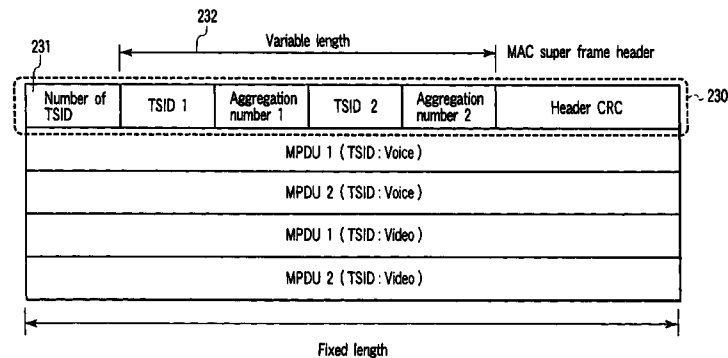 231
232
Variable length
MAC super frame header
230
Number of
TSID
TSID 1
Aggregation
number 1
TSID 2
Aggregation
number 2
Header CRC
MPDU 1 (TSID : Voice)
MPDU 2 (TSID : Voice)
MPDU 1 (TSID : Video)
MPDU 2 (TSID : Video)
Fixed length